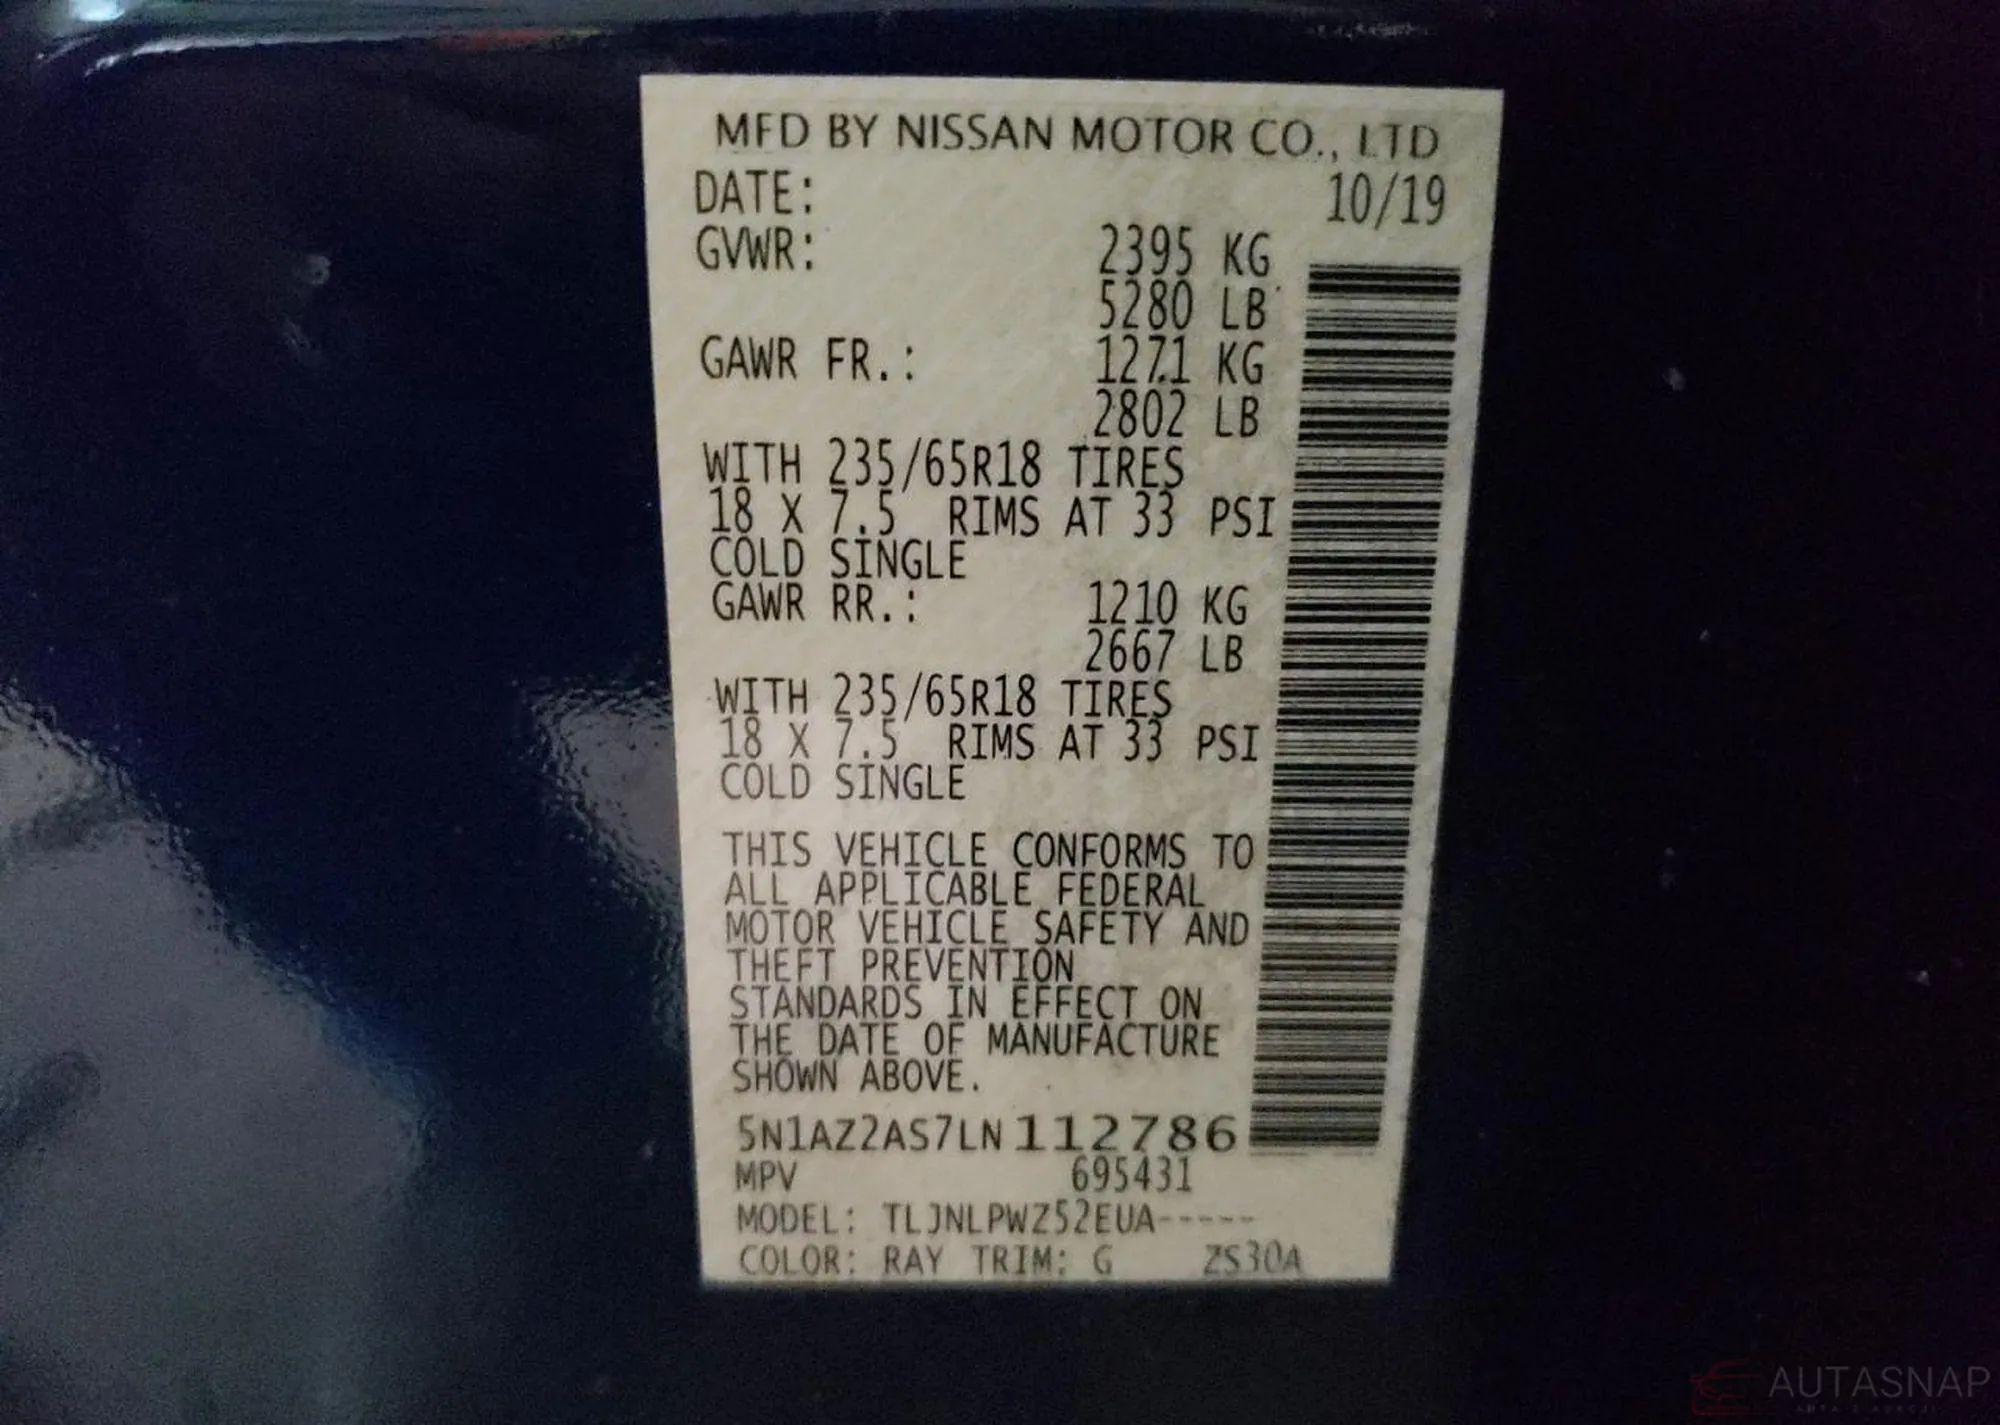 MFD BY NISSAN MOTOR CO., LTD
DATE: 10/19
GVWR: 2395 KG
5280 LB
GAWR FR.: 1271 KG
2802 LB
WITH 235/65R18 TIRES
18 X 7.5 RIMS AT 33 PSI
COLD SINGLE
GAWR RR.: 1210 KG
2667 LB
WITH 235/65R18 TIRES
18 X 7.5 RIMS AT 33 PSI
COLD SINGLE
THIS VEHICLE CONFORMS TO
ALL APPLICABLE FEDERAL
MOTOR VEHICLE SAFETY AND
THEFT PREVENTION
STANDARDS IN EFFECT ON
THE DATE OF MANUFACTURE
SHOWN ABOVE.
5N1AZ2AS7LN112786
MPV 695431
MODEL: TLJNLPWZ52EUA-----
COLOR: RAY TRIM: G ZS30A
AUTASNAP